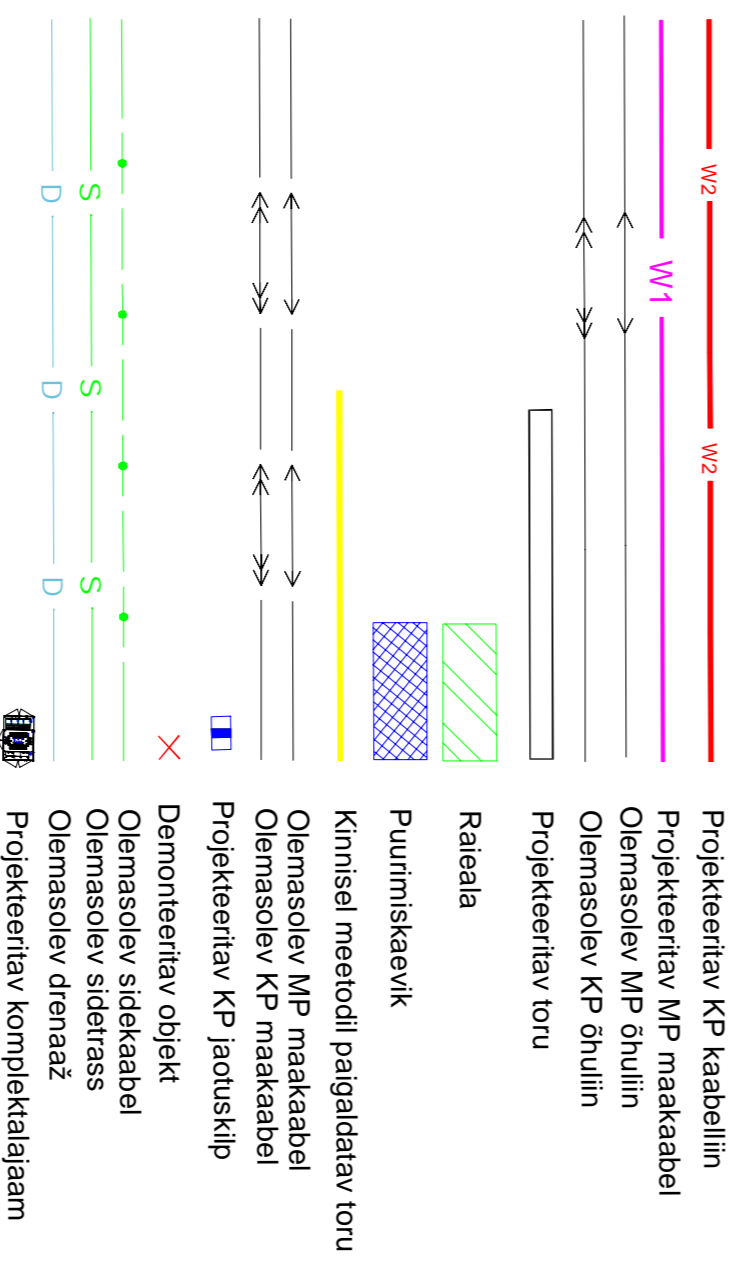 W2 W2 Projekteeritav KP kaabelliin
W1 Projekteeritav MP maakaabel
Olemasolev MP õhuliin
Olemasolev KP õhuliin
Projekteeritav toru
Raieala
Puurimiskaevik
Kinnisel meetodil paigaldatav toru
Olemasolev MP maakaabel
Olemasolev KP maakaabel
Projekteeritav KP jaotuskilp
Demonteeritav objekt
Olemasolev sidekaabel
S S S Olemasolev sidetrass
D D D Olemasolev drenaaž
Projekteeritav komplektalajaam